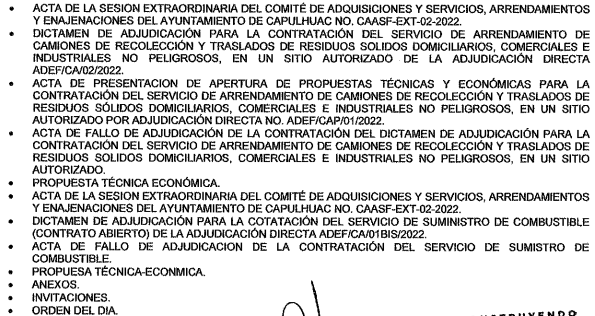 • ACTA DE LA SESION EXTRAORDINARIA DEL COMITÉ DE ADQUISICIONES Y SERVICIOS, ARRENDAMIENTOS
Y ENAJENACIONES DEL AYUNTAMIENTO DE CAPULHUAC NO. CAASF-EXT-02-2022.
• DICTAMEN DE ADJUDICACIÓN PARA LA CONTRATACIÓN DEL SERVICIO DE ARRENDAMIENTO DE
CAMIONES DE RECOLECCIÓN Y TRASLADOS DE RESIDUOS SOLIDOS DOMICILIARIOS, COMERCIALES E
INDUSTRIALES NO PELIGROSOS, EN UN SITIO AUTORIZADO DE LA ADJUDICACIÓN DIRECTA
ADEF/CA/02/2022.
• ACTA DE PRESENTACION DE APERTURA DE PROPUESTAS TÉCNICAS Y ECONÓMICAS PARA LA
CONTRATACIÓN DEL SERVICIO DE ARRENDAMIENTO DE CAMIONES DE RECOLECCIÓN Y TRASLADOS DE
RESIDUOS SÓLIDOS DOMICILIARIOS, COMERCIALES E INDUSTRIALES NO PELIGROSOS, EN UN SITIO
AUTORIZADO POR ADJUDICACIÓN DIRECTA NO. ADEF/CAP/01/2022.
• ACTA DE FALLO DE ADJUDICACIÓN DE LA CONTRATACIÓN DEL DICTAMEN DE ADJUDICACIÓN PARA LA
CONTRATACIÓN DEL SERVICIO DE ARRENDAMIENTO DE CAMIONES DE RECOLECCIÓN Y TRASLADOS DE
RESIDUOS SOLIDOS DOMICILIARIOS, COMERCIALES E INDUSTRIALES NO PELIGROSOS, EN UN SITIO
AUTORIZADO.
• PROPUESTA TÉCNICA ECONÓMICA.
• ACTA DE LA SESION EXTRAORDINARIA DEL COMITÉ DE ADQUISICIONES Y SERVICIOS, ARRENDAMIENTOS
Y ENAJENACIONES DEL AYUNTAMIENTO DE CAPULHUAC NO. CAASF-EXT-02-2022.
• DICTAMEN DE ADJUDICACIÓN PARA LA COTATACIÓN DEL SERVICIO DE SUMINISTRO DE COMBUSTIBLE
(CONTRATO ABIERTO) DE LA ADJUDICACIÓN DIRECTA ADEF/CA/01BIS/2022.
• ACTA DE FALLO DE ADJUDICACION DE LA CONTRATACIÓN DEL SERVICIO DE SUMISTRO DE
COMBUSTIBLE.
• PROPUESA TÉCNICA-ECONMICA.
• ANEXOS.
• INVITACIONES.
• ORDEN DEL DIA.